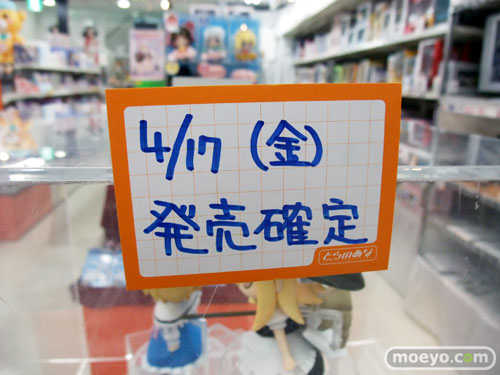 4/17 (金)
発売確定
とらのあな
moeyo.com